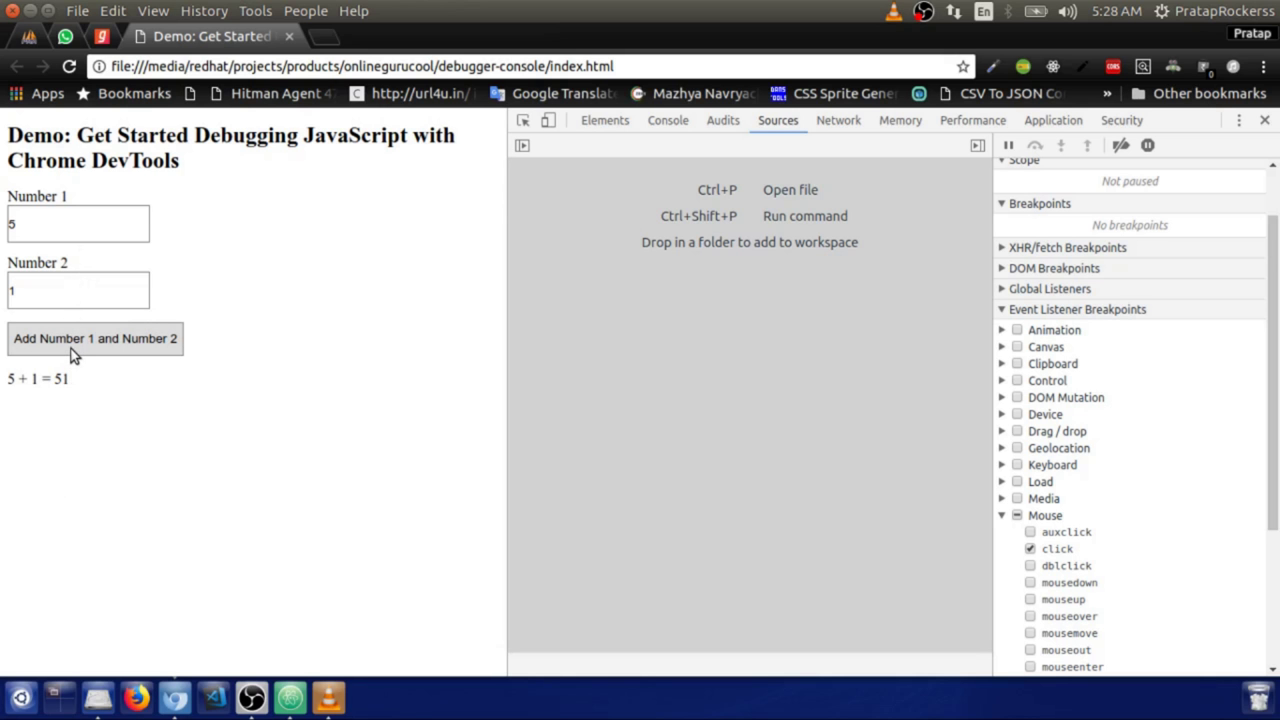 File Edit View History Tools People Help
En
5:28 AM
PratapRockerss
Demo: Get Started
Pratap
file:///media/redhat/projects/products/onlinegurucool/debugger-console/index.html
CORS
0
Apps
Bookmarks
Hitman Agent 47
http://url4u.in/
Google Translate
Mazhya Navryac
CSS Sprite Gene
CSV To JSON Co
»
Other bookmarks
Demo: Get Started Debugging JavaScript with
Chrome DevTools
Number 1
5
Number 2
1
Add Number 1 and Number 2
5 + 1 = 51
Elements Console Audits Sources Network Memory Performance Application Security
Ctrl+P Open file
Ctrl+Shift+P Run command
Drop in a folder to add to workspace
Scope
Not paused
Breakpoints
No breakpoints
XHR/fetch Breakpoints
DOM Breakpoints
Global Listeners
Event Listener Breakpoints
Animation
Canvas
Clipboard
Control
DOM Mutation
Device
Drag / drop
Geolocation
Keyboard
Load
Media
Mouse
auxclick
click
dblclick
mousedown
mouseup
mouseover
mousemove
mouseout
mouseenter